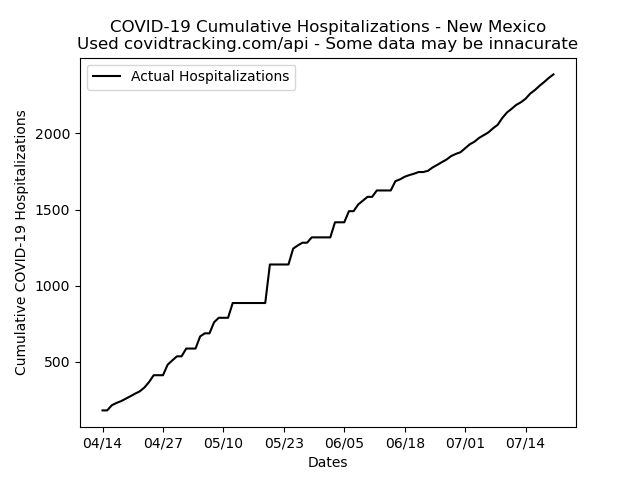 COVID-19 Cumulative Hospitalizations - New Mexico
Used covidtracking.com/api - Some data may be innacurate
Actual Hospitalizations
Cumulative COVID-19 Hospitalizations
2000
1500
1000
500
04/14 04/27 05/10 05/23 06/05 06/18 07/01 07/14
Dates